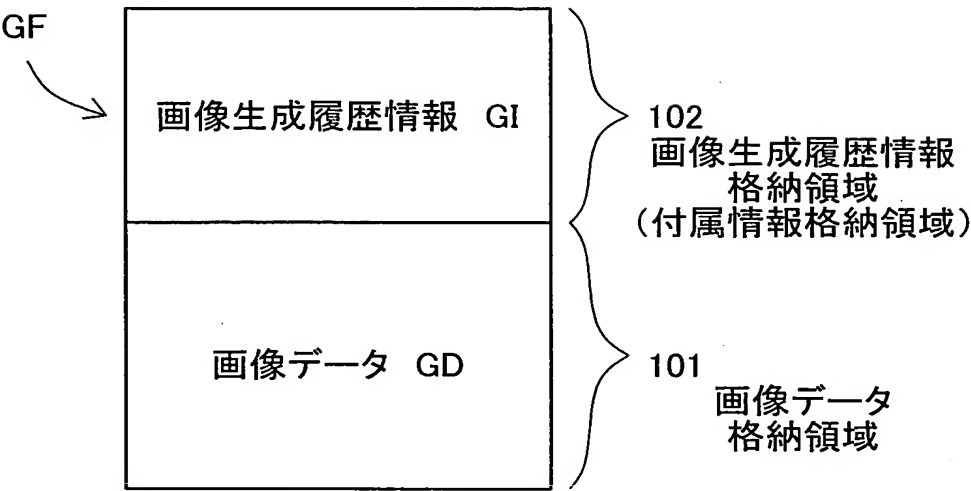 GF
画像生成履歴情報 GI
102
画像生成履歴情報
格納領域
(付属情報格納領域)
画像データ GD
101
画像データ
格納領域